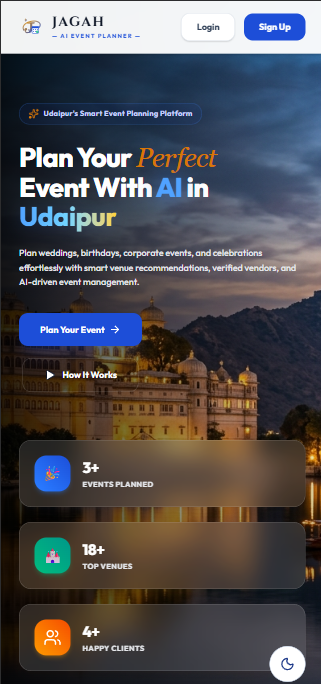 JAGAH
— AI EVENT PLANNER —
Login
Sign Up
Udaipur's Smart Event Planning Platform
Plan Your Perfect
Event With AI in
Udaipur
Plan weddings, birthdays, corporate events, and celebrations
effortlessly with smart venue recommendations, verified vendors, and
AI-driven event management.
Plan Your Event →
How It Works
3+
EVENTS PLANNED
18+
TOP VENUES
4+
HAPPY CLIENTS